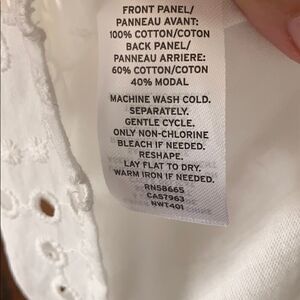 FRONT PANEL/
PANNEAU AVANT:
100% COTTON/COTON
BACK PANEL/
PANNEAU ARRIERE:
60% COTTON/COTON
40% MODAL
MACHINE WASH COLD.
SEPARATELY.
GENTLE CYCLE.
ONLY NON-CHLORINE
BLEACH IF NEEDED.
RESHAPE.
LAY FLAT TO DRY.
WARM IRON IF NEEDED.
RN58665
CA57963
NWT401